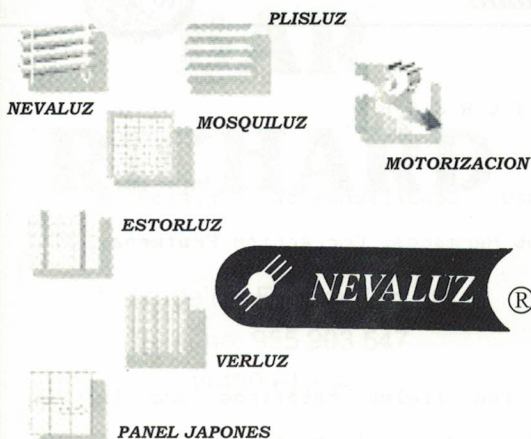 PLISLUZ
NEVALUZ
MOSQUILUZ
MOTORIZACION
ESTORLUZ
NEVALUZ ®
VERLUZ
PANEL JAPONES